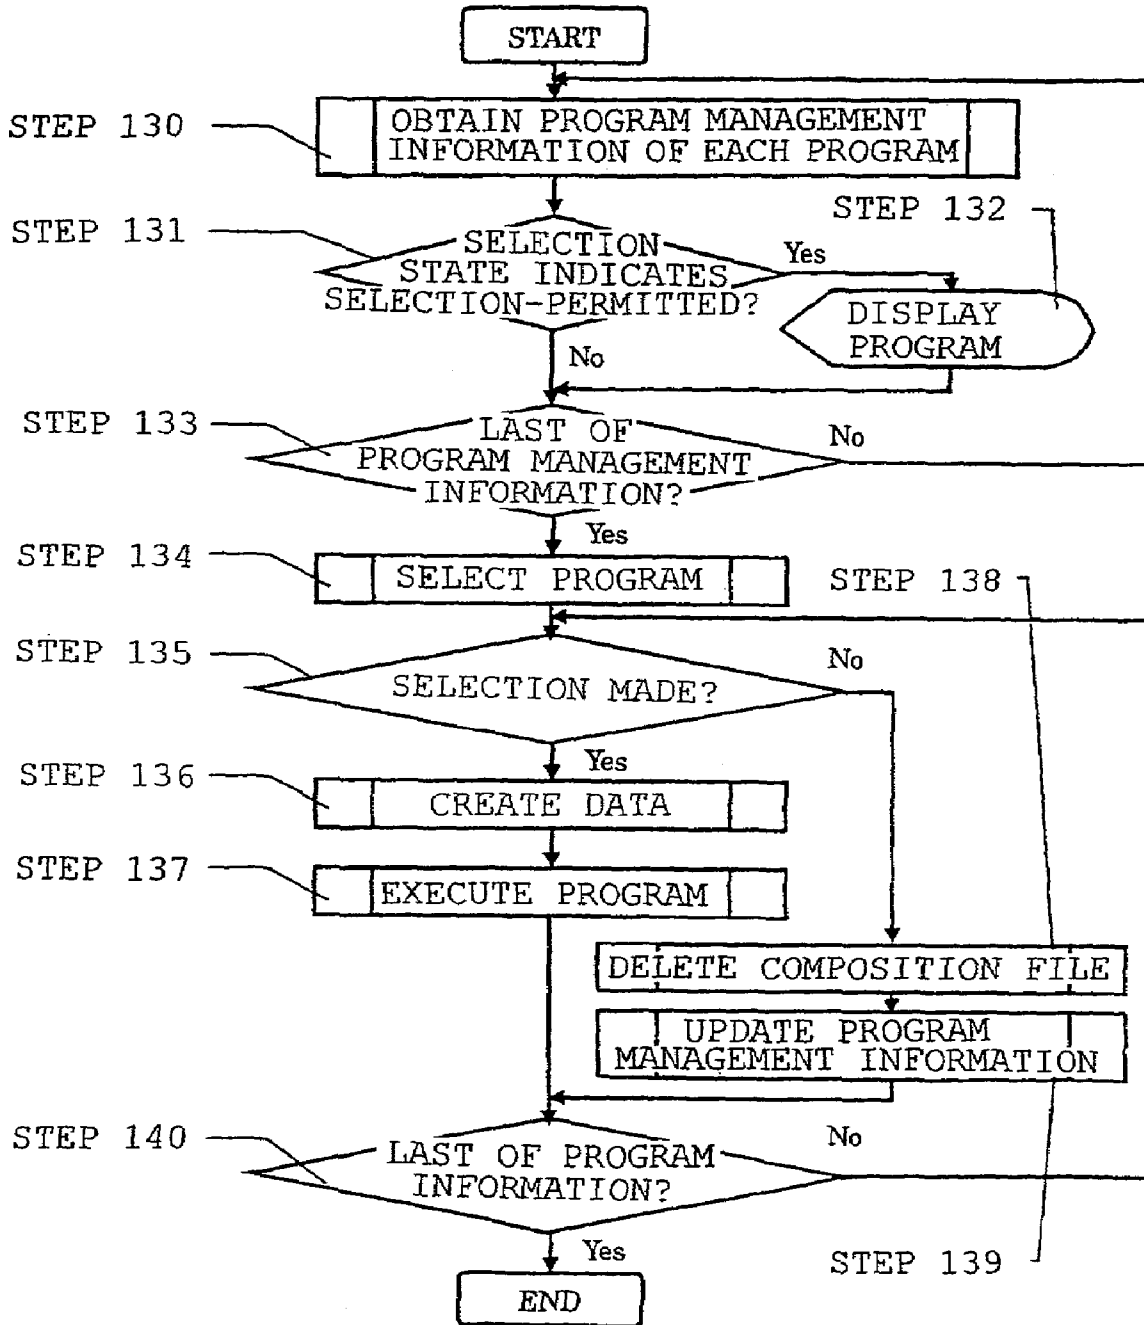 START
STEP 130
OBTAIN PROGRAM MANAGEMENT
INFORMATION OF EACH PROGRAM
STEP 131
SELECTION
STATE INDICATES
SELECTION-PERMITTED?
Yes
STEP 132
DISPLAY
PROGRAM
No
STEP 133
LAST OF
PROGRAM MANAGEMENT
INFORMATION?
No
Yes
STEP 134
SELECT PROGRAM
STEP 138
STEP 135
SELECTION MADE?
No
Yes
STEP 136
CREATE DATA
STEP 137
EXECUTE PROGRAM
DELETE COMPOSITION FILE
UPDATE PROGRAM
MANAGEMENT INFORMATION
STEP 140
LAST OF PROGRAM
INFORMATION?
No
Yes
STEP 139
END